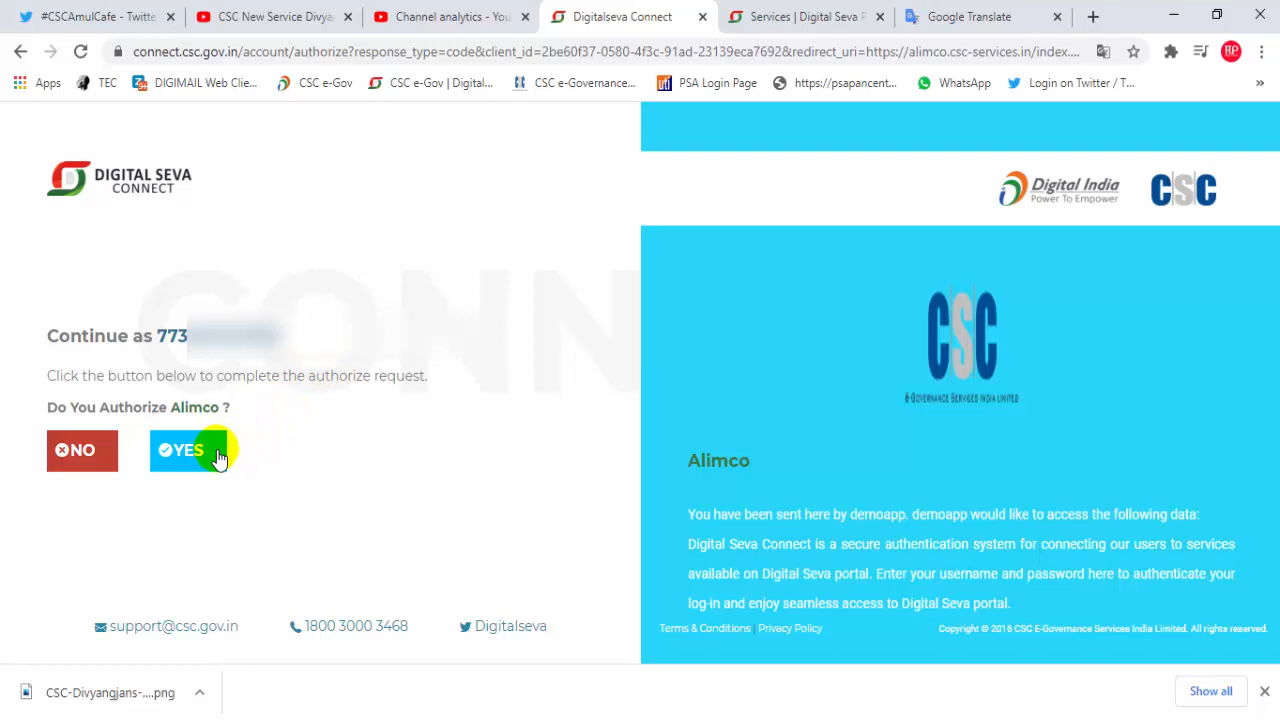 #CSCAmulCafe - Twitte
CSC New Service Divya
Channel analytics - You
Digitalseva Connect
Services | Digital Seva P
Google Translate
connect.csc.gov.in/account/authorize?response_type=code&client_id=2be60f37-0580-4f3c-91ad-23139eca7692&redirect_uri=https://alimco.csc-services.in/index....
Apps
TEC
DIGIMAIL Web Clie...
CSC e-Gov
CSC e-Gov | Digital...
CSC e-Governance...
PSA Login Page
https://psapancent...
WhatsApp
Login on Twitter / T...
»
DIGITAL SEVA
CONNECT
Digital India
Power To Empower
CSC
CONN
Continue as 773
Click the button below to complete the authorize request.
Do You Authorize Alimco ?
NO
YES
support@csc.gov.in
1800 3000 3468
Digitalseva
CSC
E-GOVERNANCE SERVICES INDIA LIMITED
Alimco
You have been sent here by demoapp. demoapp would like to access the following data:
Digital Seva Connect is a secure authentication system for connecting our users to services
available on Digital Seva portal. Enter your username and password here to authenticate your
log-in and enjoy seamless access to Digital Seva portal.
Terms & Conditions | Privacy Policy
Copyright © 2016 CSC E-Governance Services India Limited. All rights reserved.
CSC-Divyangjans-....png
Show all